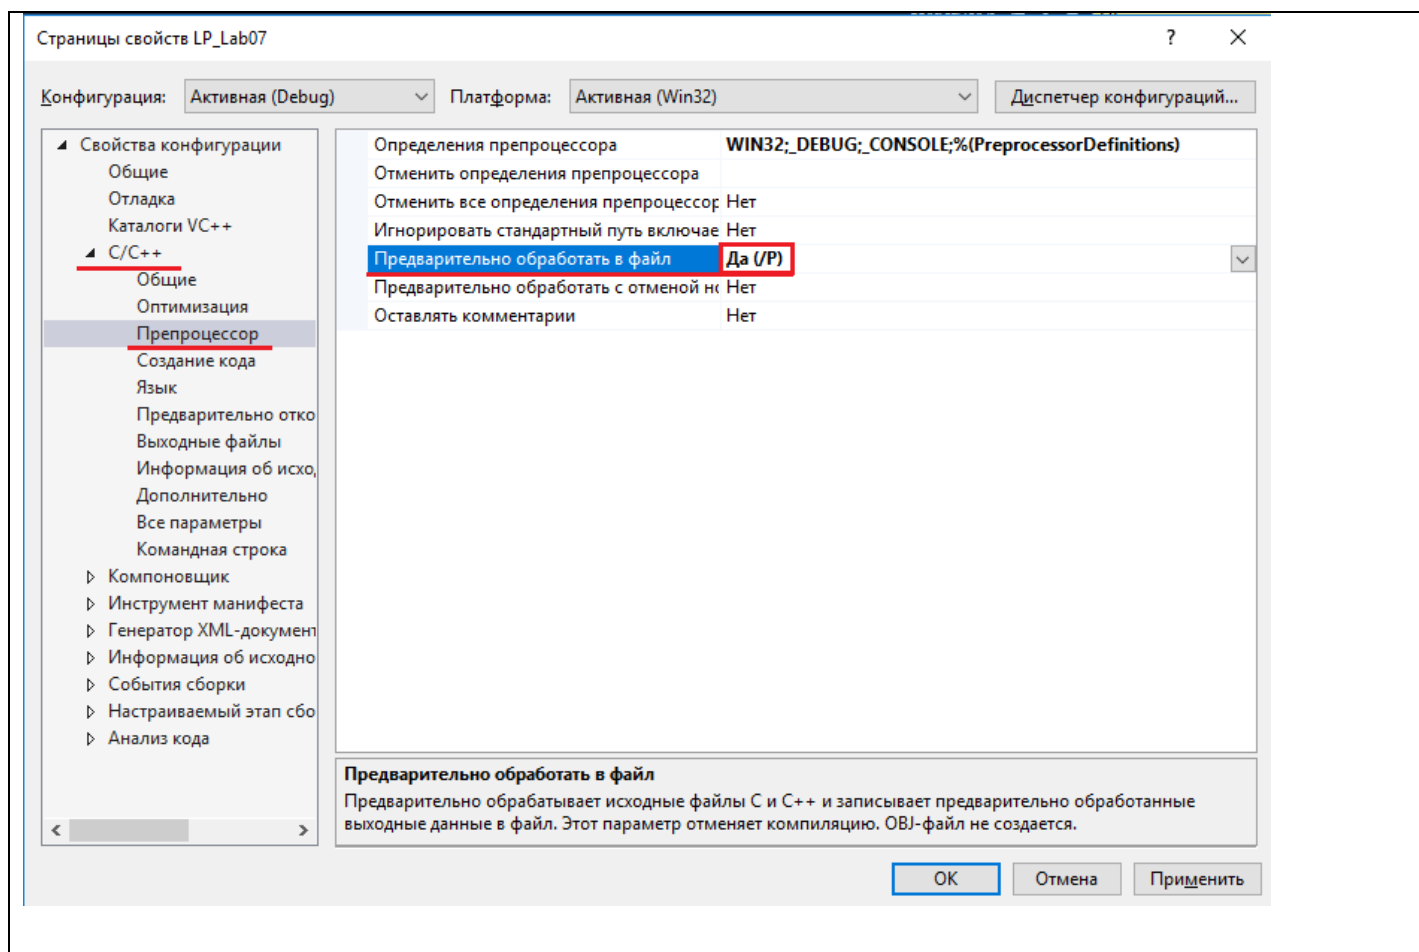 Страницы свойств LP_Lab07 ?
Конфигурация: Активная (Debug) Платформа: Активная (Win32) Диспетчер конфигураций...
Свойства конфигурации
Общие
Отладка
Каталоги VC++
C/C++
Общие
Оптимизация
Препроцессор
Создание кода
Язык
Предварительно отко
Выходные файлы
Информация об исхо
Дополнительно
Все параметры
Командная строка
Компоновщик
Инструмент манифеста
Генератор XML-документ
Информация об исходно
События сборки
Настраиваемый этап сбо
Анализ кода
Определения препроцессора WIN32;_DEBUG;_CONSOLE;%(PreprocessorDefinitions)
Отменить определения препроцессора
Отменить все определения препроцессор Нет
Игнорировать стандартный путь включае Нет
Предварительно обработать в файл Да (/P)
Предварительно обработать с отменой но Нет
Оставлять комментарии Нет
Предварительно обработать в файл
Предварительно обрабатывает исходные файлы C и C++ и записывает предварительно обработанные
выходные данные в файл. Этот параметр отменяет компиляцию. OBJ-файл не создается.
ОК Отмена Применить